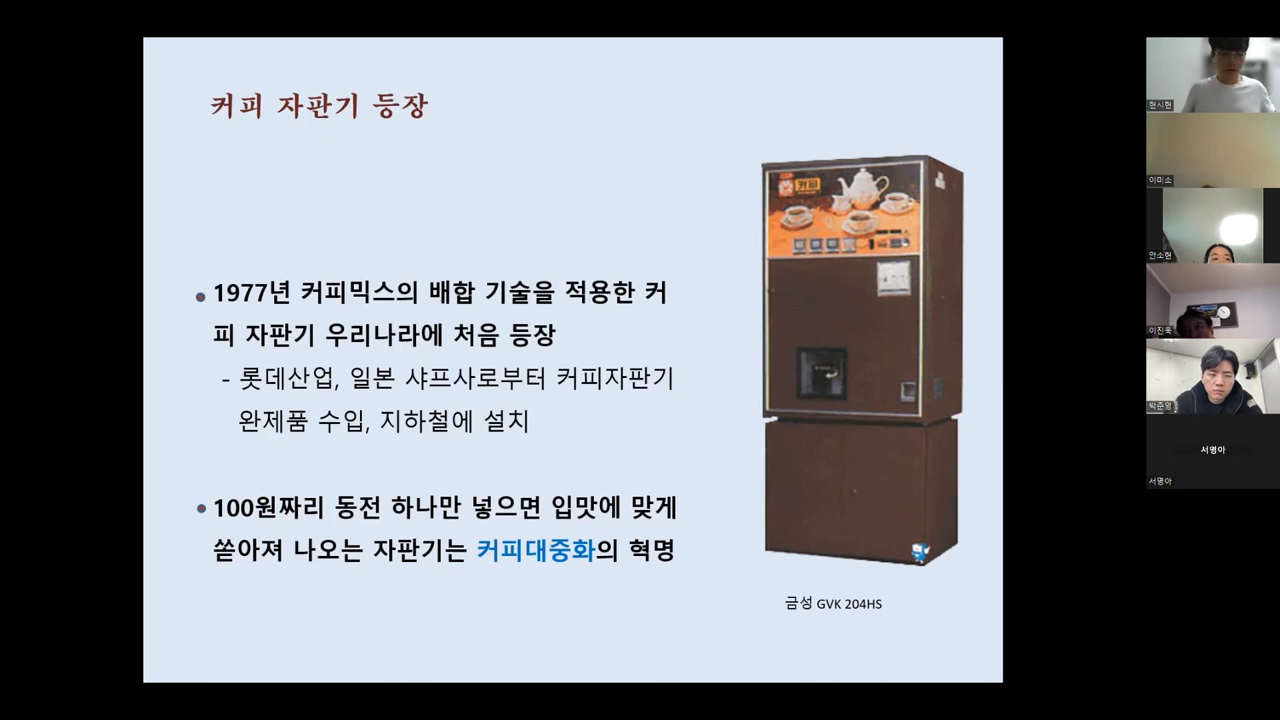 커피 자판기 등장
1977년 커피믹스의 배합 기술을 적용한 커
피 자판기 우리나라에 처음 등장
- 롯데산업, 일본 샤프사로부터 커피자판기
완제품 수입, 지하철에 설치
100원짜리 동전 하나만 넣으면 입맛에 맞게
쏟아져 나오는 자판기는 커피대중화의 혁명
커피
금성 GVK 204HS
현시현
이미소
안소현
이진욱
박준영
서명아
서명아